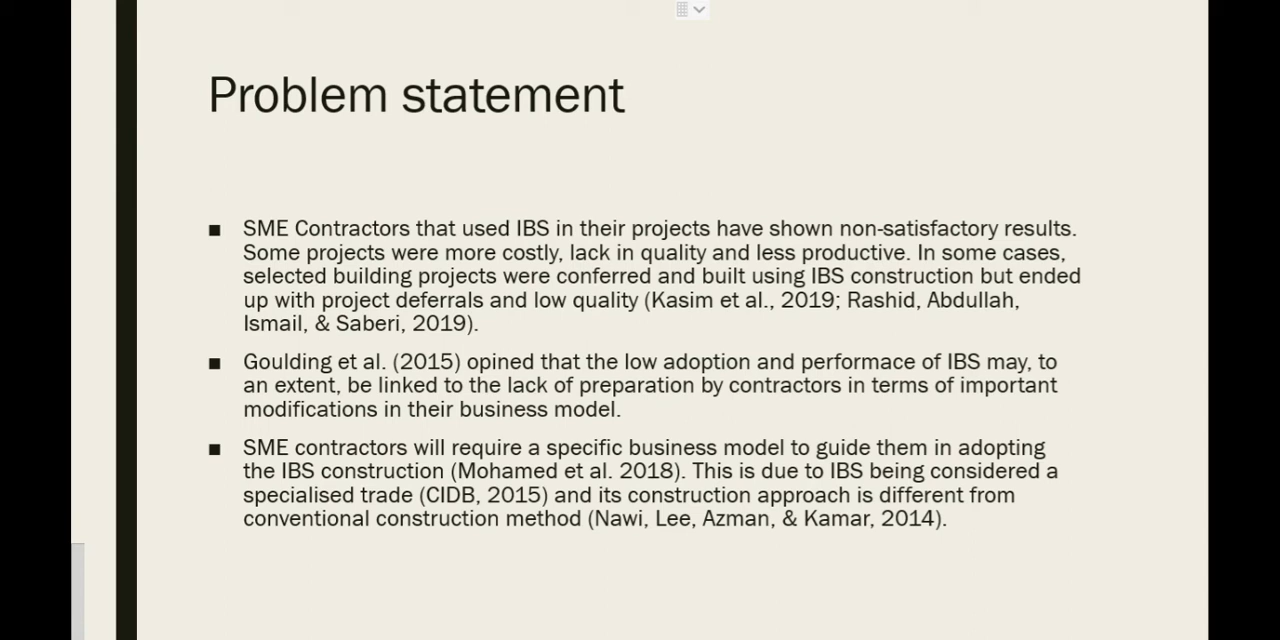 Problem statement
■ SME Contractors that used IBS in their projects have shown non-satisfactory results.
Some projects were more costly, lack in quality and less productive. In some cases,
selected building projects were conferred and built using IBS construction but ended
up with project deferrals and low quality (Kasim et al., 2019; Rashid, Abdullah,
Ismail, & Saberi, 2019).
■ Goulding et al. (2015) opined that the low adoption and performace of IBS may, to
an extent, be linked to the lack of preparation by contractors in terms of important
modifications in their business model.
■ SME contractors will require a specific business model to guide them in adopting
the IBS construction (Mohamed et al. 2018). This is due to IBS being considered a
specialised trade (CIDB, 2015) and its construction approach is different from
conventional construction method (Nawi, Lee, Azman, & Kamar, 2014).